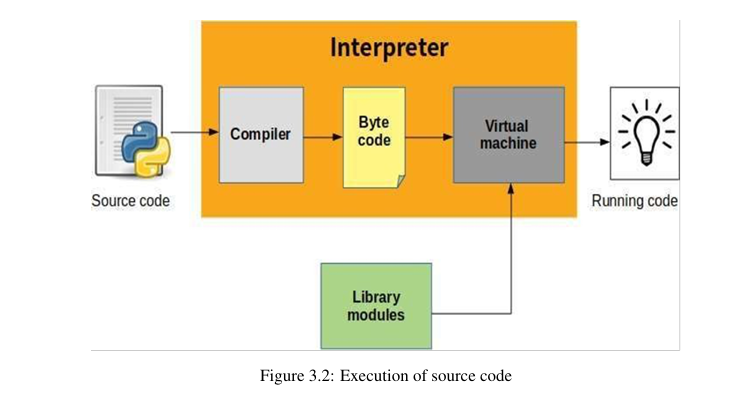 Interpreter
Compiler
Byte
code
Virtual
machine
Source code
Running code
Library
modules
Figure 3.2: Execution of source code